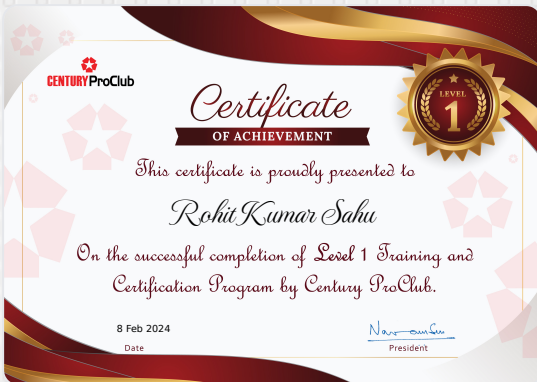 CENTURY ProClub
Certificate
OF ACHIEVEMENT
LEVEL
1
This certificate is proudly presented to
Rohit Kumar Sahu
On the successful completion of Level 1 Training and
Certification Program by Century ProClub.
8 Feb 2024
Date
President